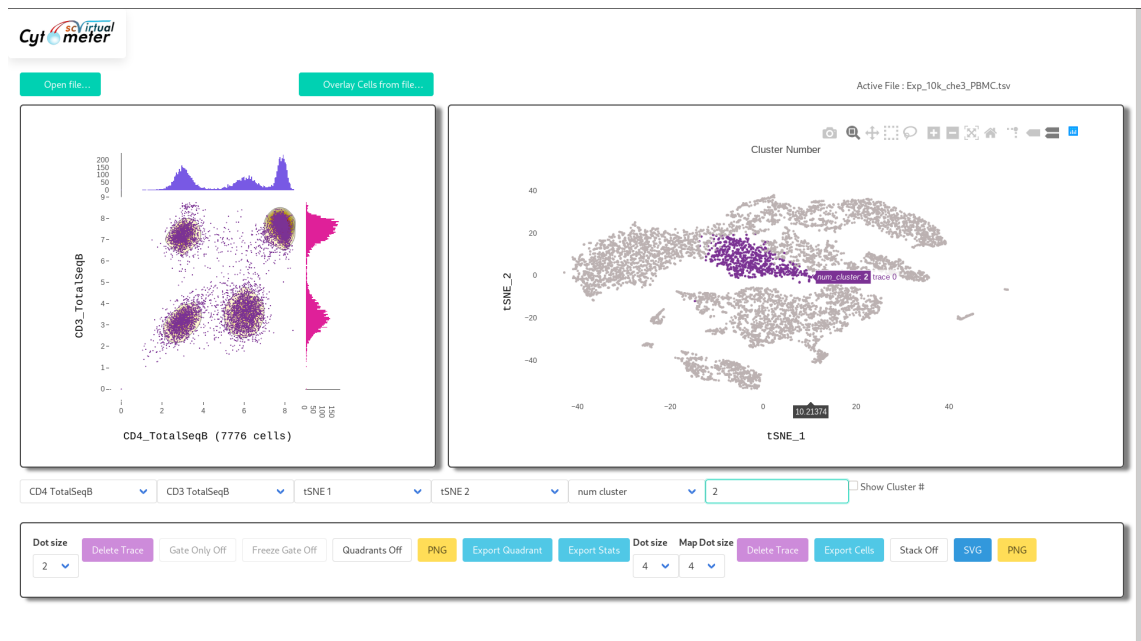 scVirtual
Cyt meter
Open file...
Overlay Cells from file...
Active File : Exp_10k_che3_PBMC.tsv
200
150
100
50
0
9
8
7
6
5
4
3
2
1
0
CD3_TotalSeqB
0 2 4 6 8
0 50 100 150
CD4_TotalSeqB (7776 cells)
Cluster Number
40
20
0
−20
−40
tSNE_2
num_cluster: 2 trace 0
−40 −20 0 20 40
10.21374
tSNE_1
CD4 TotalSeqB CD3 TotalSeqB tSNE 1 tSNE 2 num cluster 2 Show Cluster #
Dot size Delete Trace Gate Only Off Freeze Gate Off Quadrants Off PNG Export Quadrant Export Stats Dot size Map Dot size Delete Trace Export Cells Stack Off SVG PNG
2 4 4